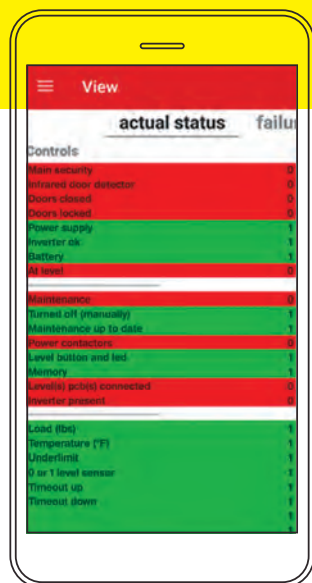 View
actual status failur
Controls
Main security 0
Infrared door detector 0
Doors closed 0
Doors locked 0
Power supply 1
Inverter ok 1
Battery 1
At level 0
Maintenance 0
Turned off (manually) 1
Maintenance up to date 1
Power contactors 0
Level button and led 1
Memory 1
Level(s) pcb(s) connected 0
Inverter present 0
Load (lbs) 1
Temperature (°F) 1
Underlimit 1
0 or 1 level sensor 1
Timeout up 1
Timeout down 1
1
1